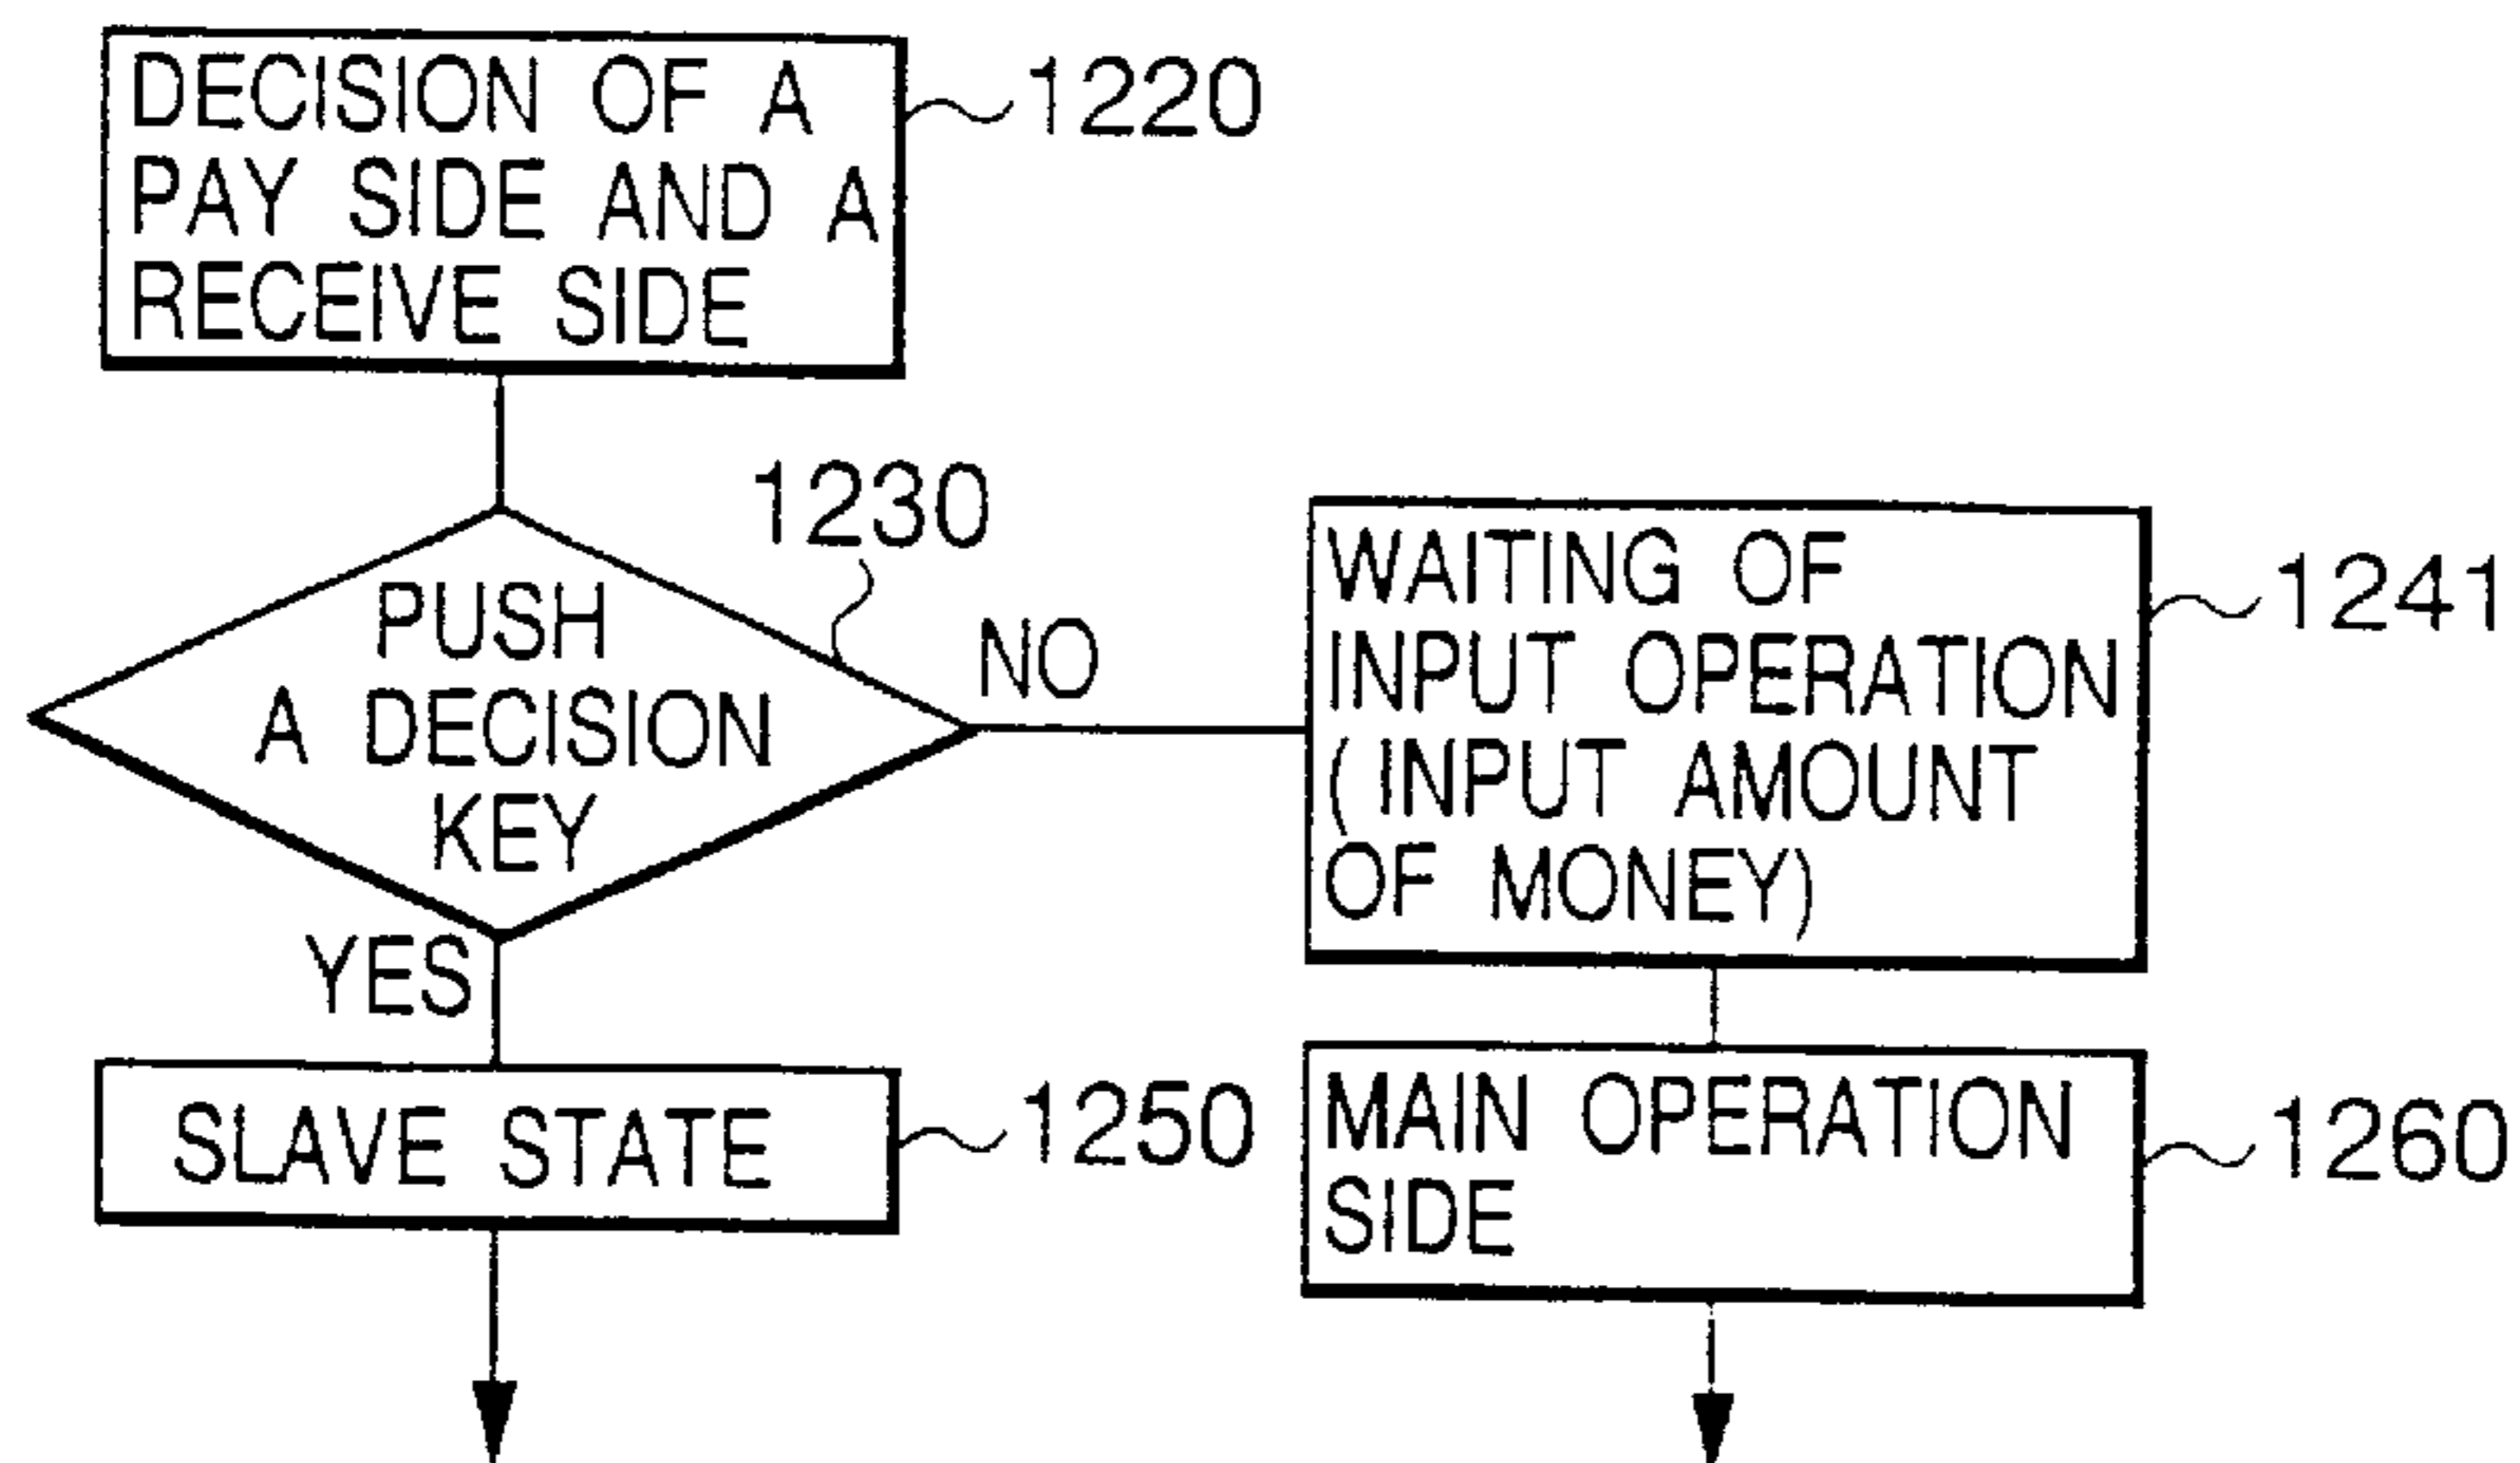 DECISION OF A
PAY SIDE AND A
RECEIVE SIDE
1220
1230
PUSH
A DECISION
KEY
NO
YES
WAITING OF
INPUT OPERATION
(INPUT AMOUNT
OF MONEY)
1241
SLAVE STATE
1250
MAIN OPERATION
SIDE
1260